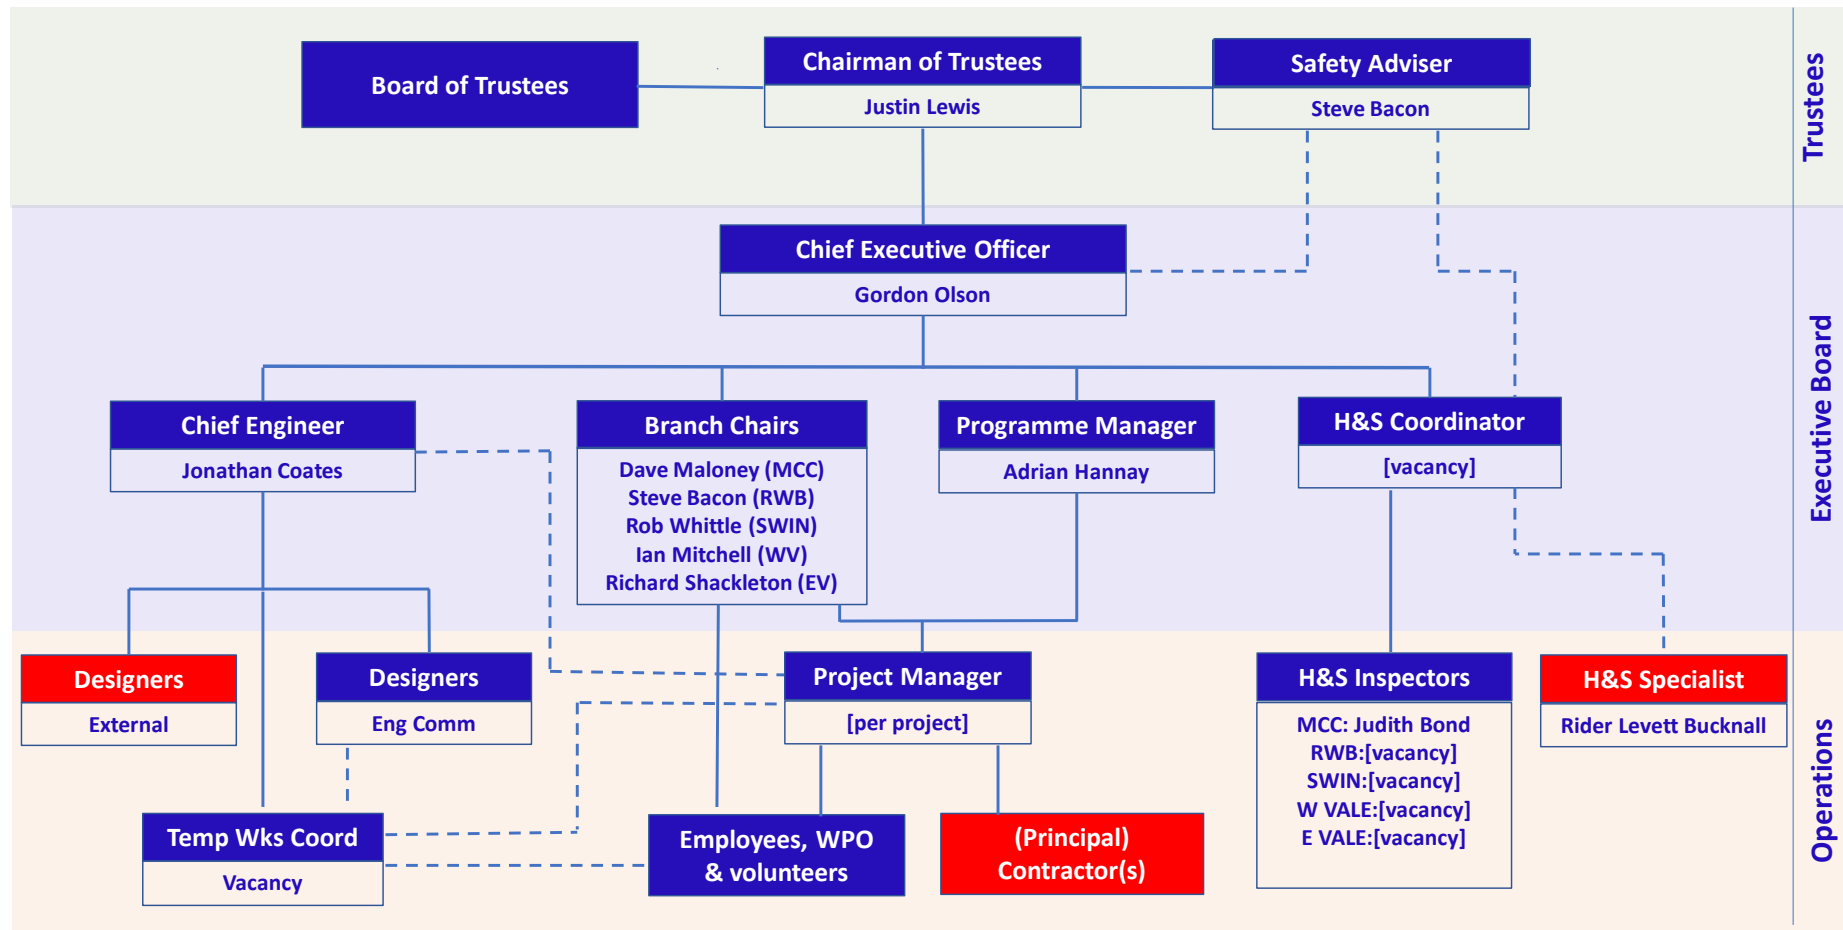 Board of Trustees
Chairman of Trustees
Justin Lewis
Safety Adviser
Steve Bacon
Trustees
Chief Executive Officer
Gordon Olson
Executive Board
Chief Engineer
Jonathan Coates
Branch Chairs
Dave Maloney (MCC)
Steve Bacon (RWB)
Rob Whittle (SWIN)
Ian Mitchell (WV)
Richard Shackleton (EV)
Programme Manager
Adrian Hannay
H&S Coordinator
[vacancy]
Designers
External
Designers
Eng Comm
Project Manager
[per project]
H&S Inspectors
MCC: Judith Bond
RWB:[vacancy]
SWIN:[vacancy]
W VALE:[vacancy]
E VALE:[vacancy]
H&S Specialist
Rider Levett Bucknall
Operations
Temp Wks Coord
Vacancy
Employees, WPO
& volunteers
(Principal)
Contractor(s)